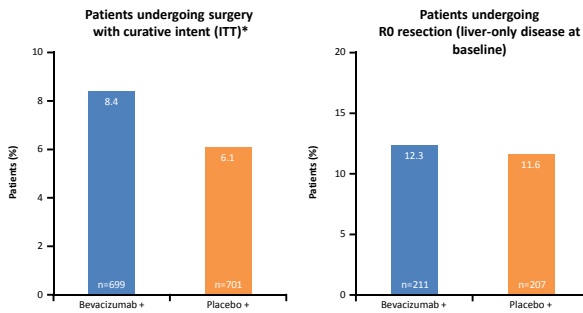 Patients undergoing surgery
with curative intent (ITT)*
Patients (%)
10
8
6
4
2
0
8.4
6.1
n=699
n=701
Bevacizumab +
Placebo +
Patients undergoing
R0 resection (liver-only disease at
baseline)
Patients (%)
20
15
10
5
0
12.3
11.6
n=211
n=207
Bevacizumab +
Placebo +